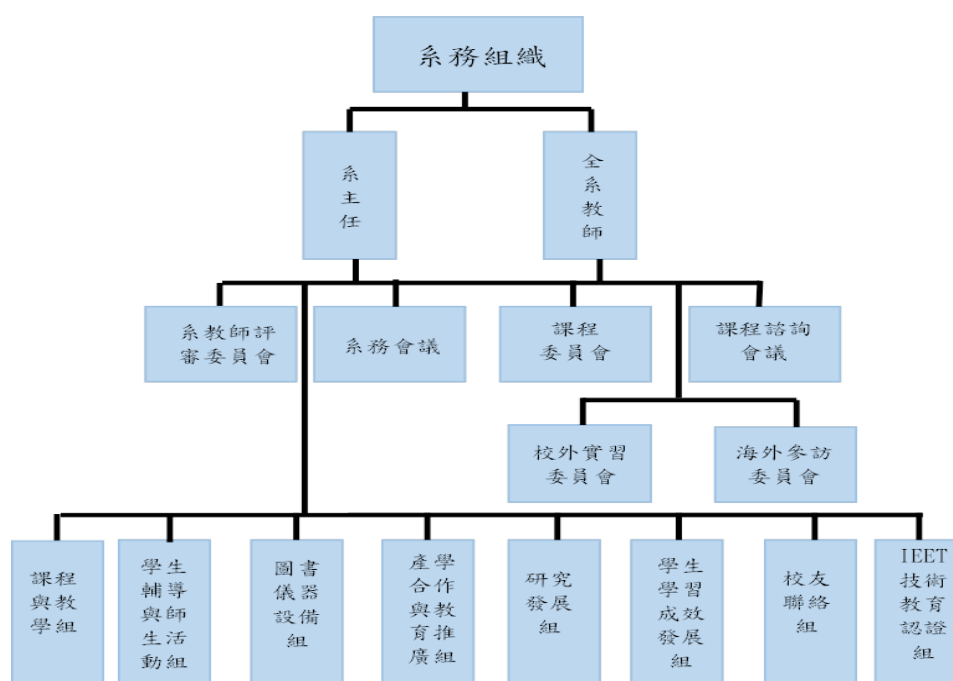 系務組織
系
主
任
全
系
教
師
系教師評
審委員會
系務會議
課程
委員會
課程諮詢
會議
校外實習
委員會
海外參訪
委員會
課程
與教
學組
學生
輔導
與師
生活
動組
圖書
儀器
設備
組
產學
合作
與教
育推
廣組
研究
發展
組
學生
學習
成效
發展
組
校友
聯絡
組
IEET
技術
教育
認證
組